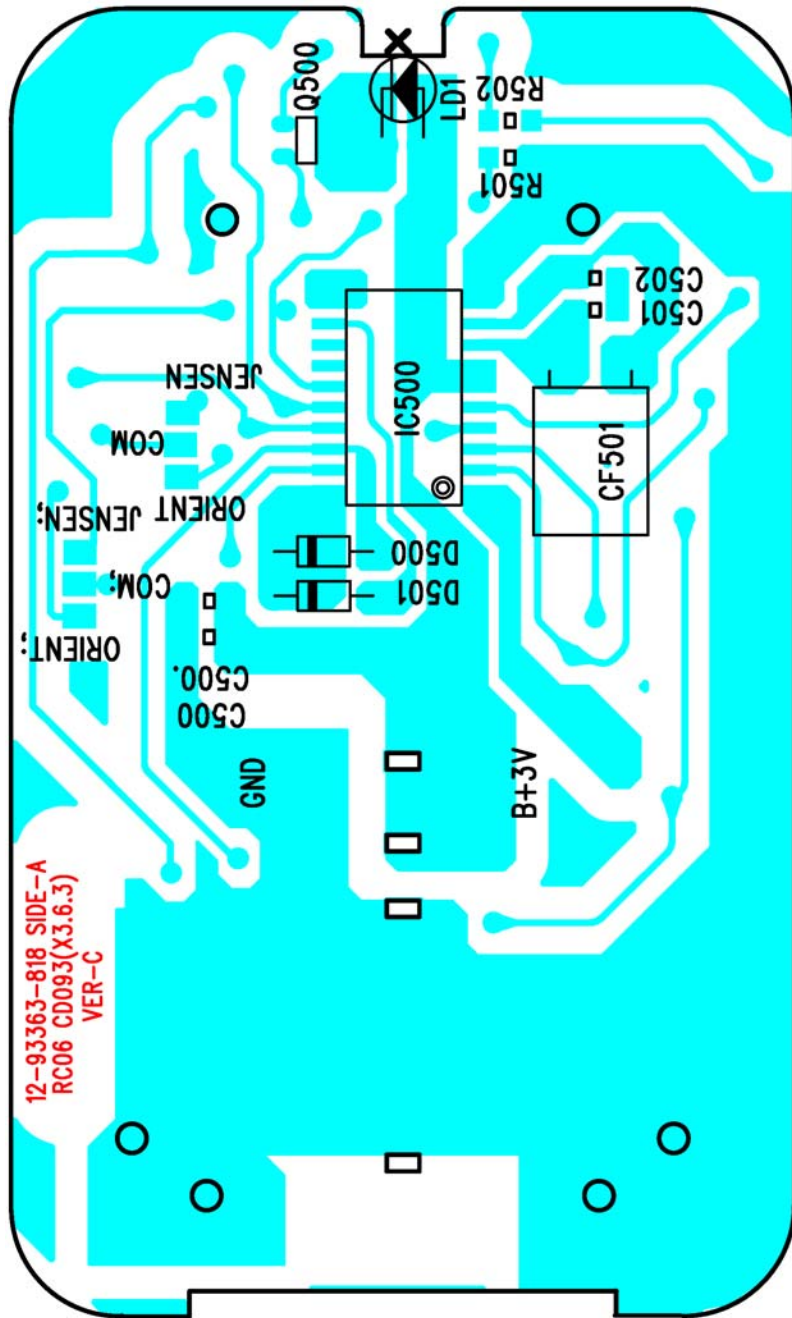 Q500
LD1
R502
R501
C502
C501
JENSEN
IC500
COM
CF501
ORIENT
JENSEN;
D500
COM;
D501
ORIENT;
C500.
C500
GND
B+3V
12-93363-818 SIDE-A
RC06 CD093(X3.6.3)
VER-C